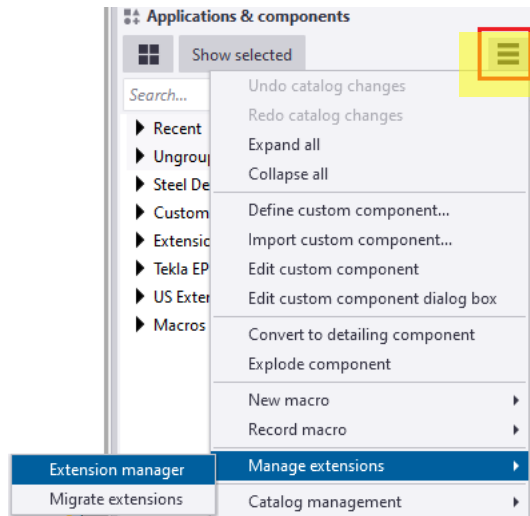 Applications & components
Show selected
Search...
Recent
Steel De
Custom
Extensio
Tekla EP
US Exter
Macros
Undo catalog changes
Redo catalog changes
Expand all
Collapse all
Define custom component...
Import custom component...
Edit custom component
Edit custom component dialog box
Convert to detailing component
Explode component
New macro
Record macro
Manage extensions
Catalog management
Extension manager
Migrate extensions